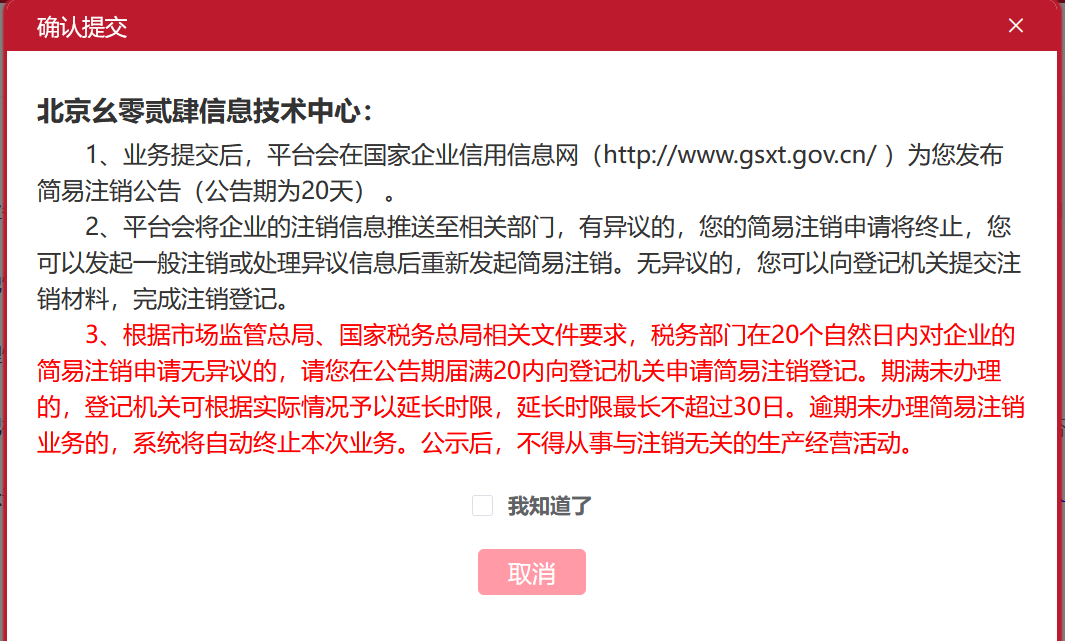 确认提交
北京幺零贰肆信息技术中心：
1、业务提交后，平台会在国家企业信用信息网（http://www.gsxt.gov.cn/ ）为您发布
简易注销公告（公告期为20天） 。
2、平台会将企业的注销信息推送至相关部门，有异议的，您的简易注销申请将终止，您
可以发起一般注销或处理异议信息后重新发起简易注销。无异议的，您可以向登记机关提交注
销材料，完成注销登记。
3、根据市场监管总局、国家税务总局相关文件要求，税务部门在20个自然日内对企业的
简易注销申请无异议的，请您在公告期届满20内向登记机关申请简易注销登记。期满未办理
的，登记机关可根据实际情况予以延长时限，延长时限最长不超过30日。逾期未办理简易注销
业务的，系统将自动终止本次业务。公示后，不得从事与注销无关的生产经营活动。
我知道了
取消